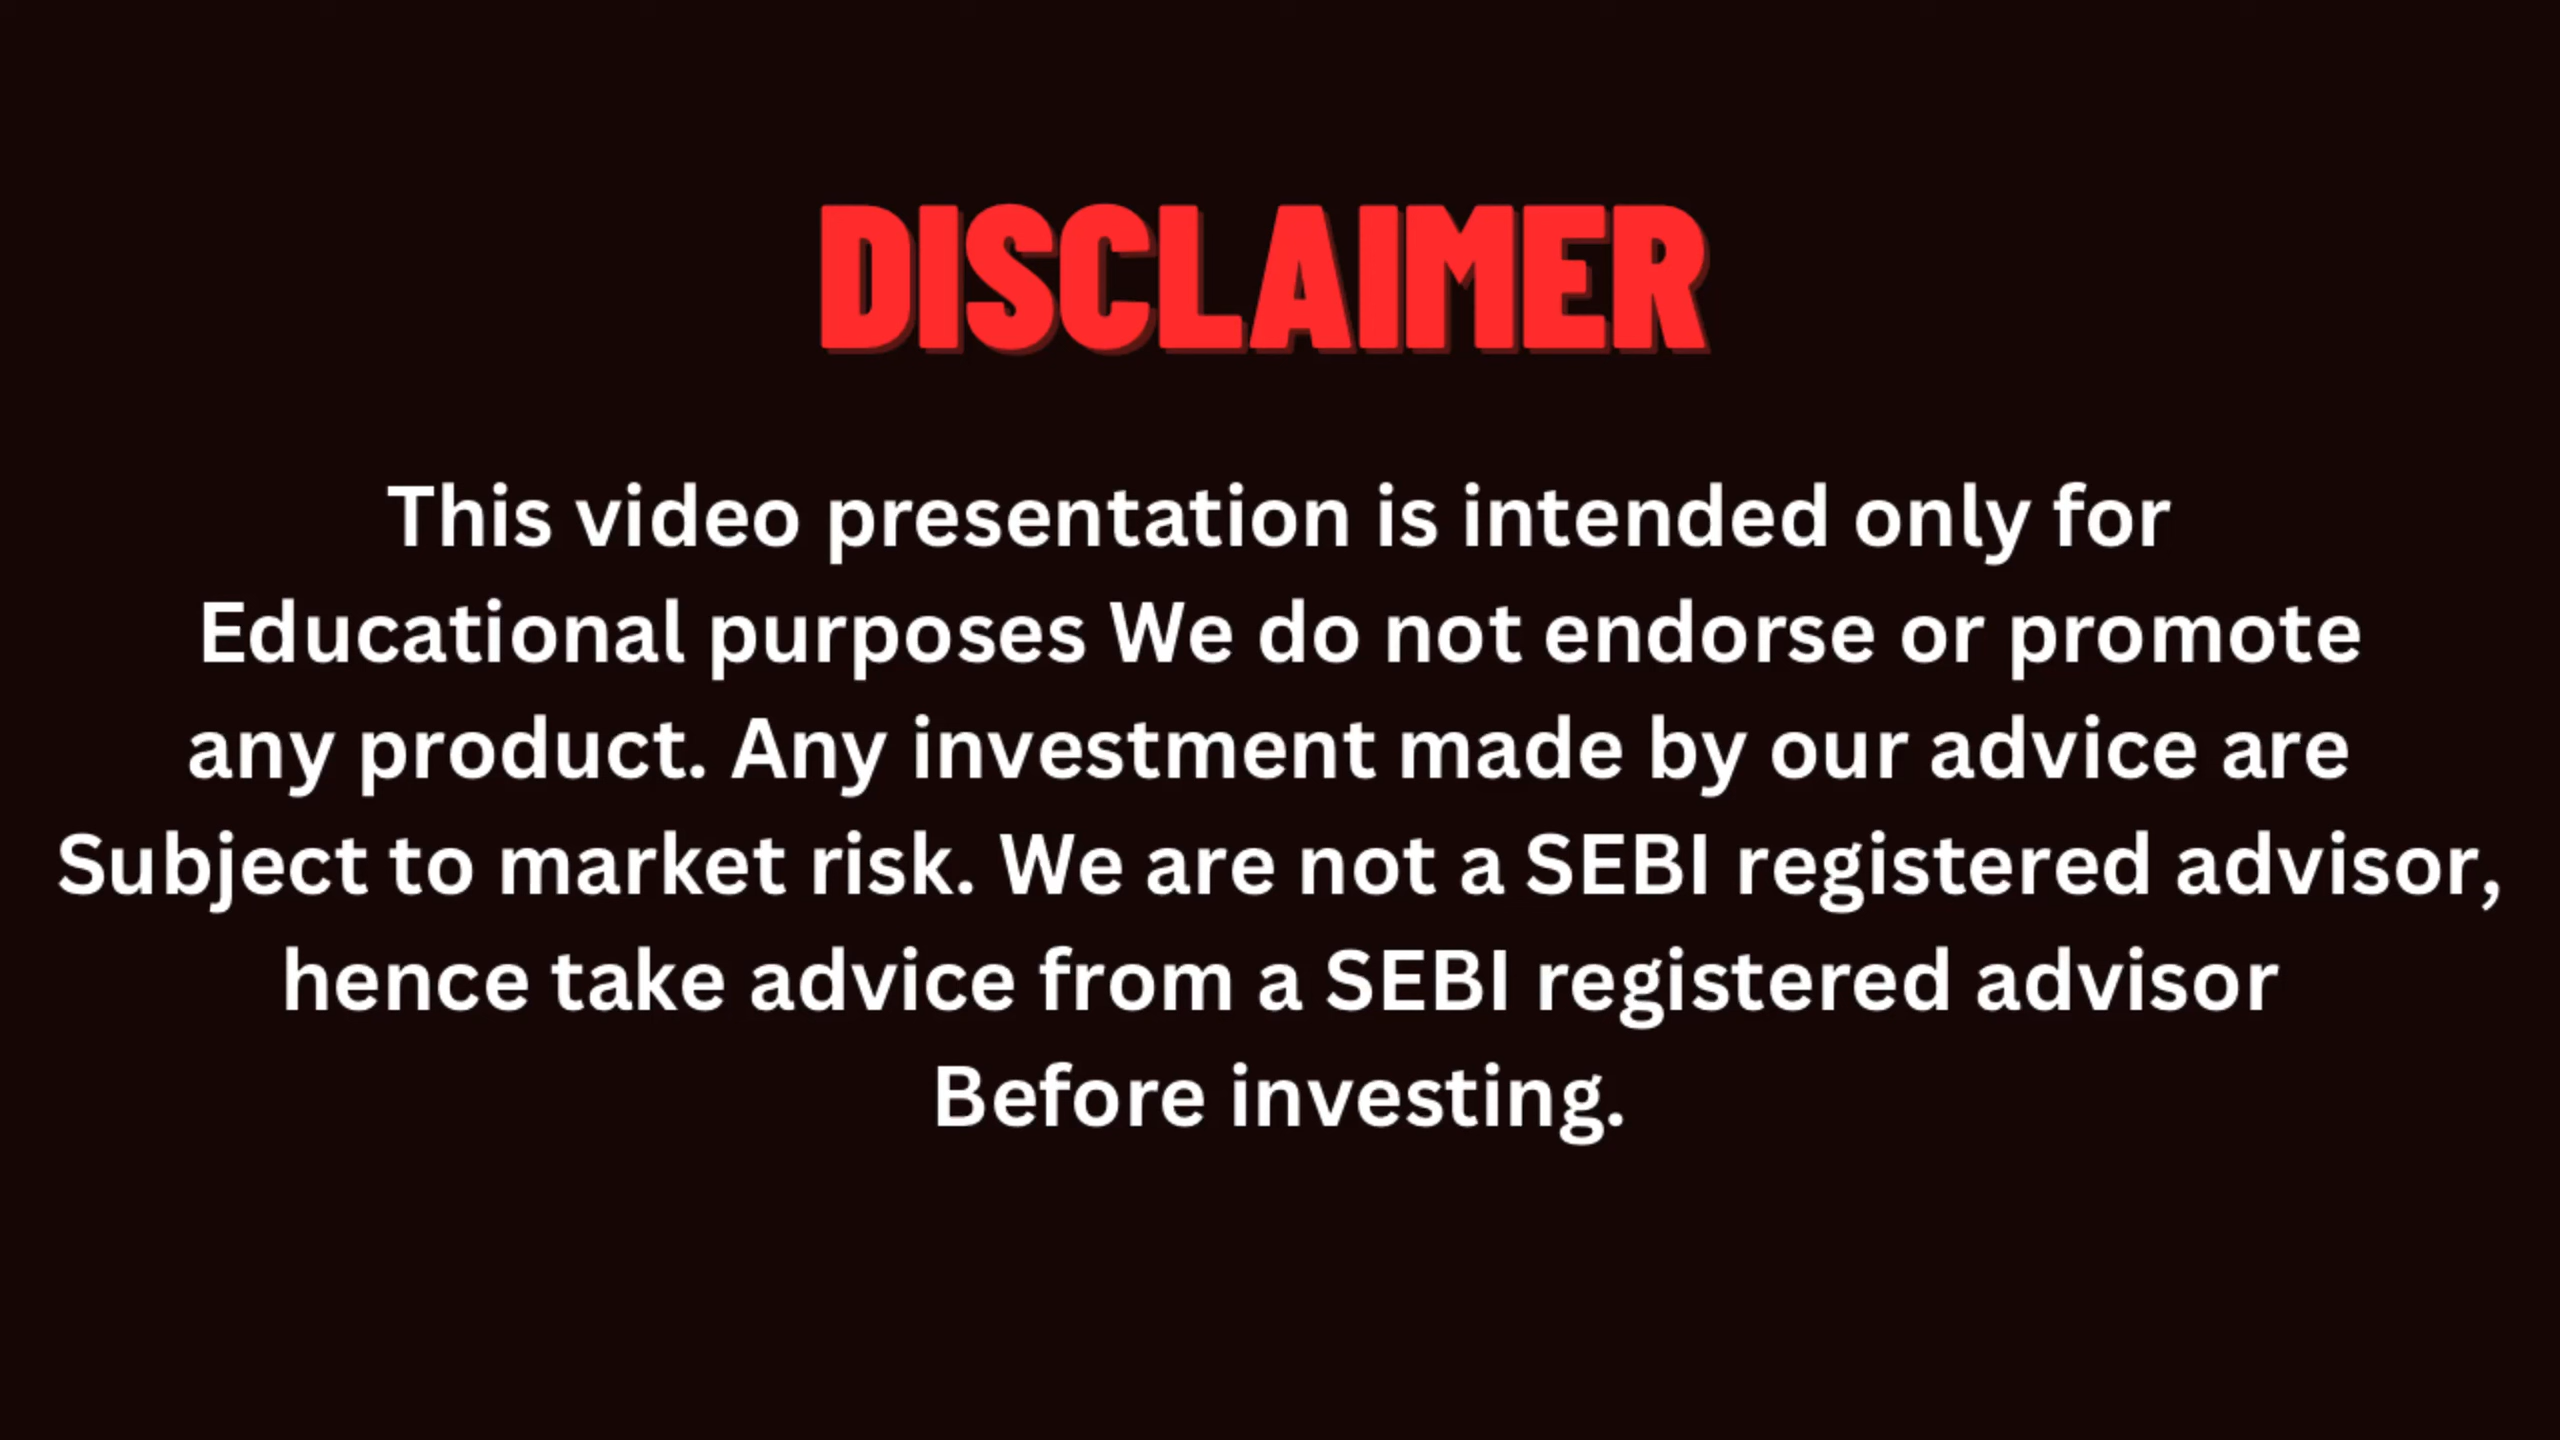 DISCLAIMER
This video presentation is intended only for
Educational purposes We do not endorse or promote
any product. Any investment made by our advice are
Subject to market risk. We are not a SEBI registered advisor,
hence take advice from a SEBI registered advisor
Before investing.